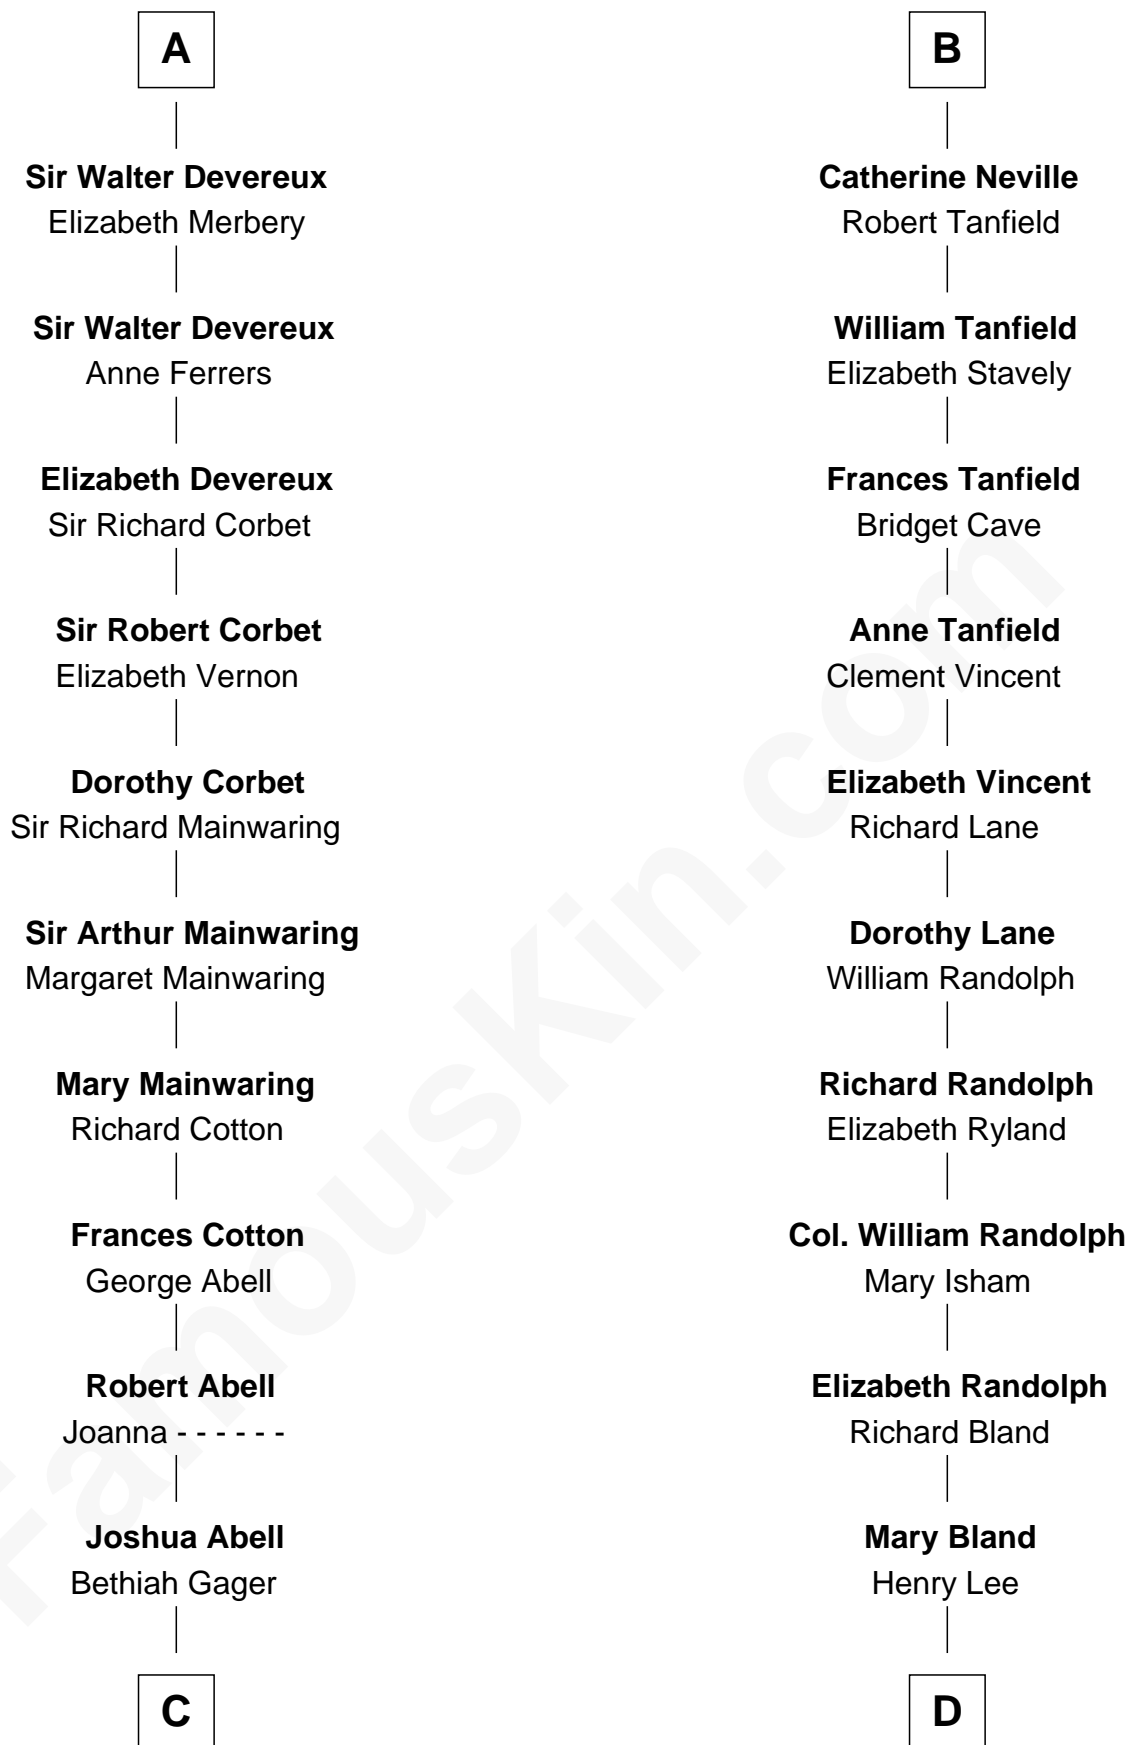 A
Sir Walter Devereux
Elizabeth Merbery
Sir Walter Devereux
Anne Ferrers
Elizabeth Devereux
Sir Richard Corbet
Sir Robert Corbet
Elizabeth Vernon
Dorothy Corbet
Sir Richard Mainwaring
Sir Arthur Mainwaring
Margaret Mainwaring
Mary Mainwaring
Richard Cotton
Frances Cotton
George Abell
Robert Abell
Joanna - - - - - -
Joshua Abell
Bethiah Gager
C
B
Catherine Neville
Robert Tanfield
William Tanfield
Elizabeth Stavely
Frances Tanfield
Bridget Cave
Anne Tanfield
Clement Vincent
Elizabeth Vincent
Richard Lane
Dorothy Lane
William Randolph
Richard Randolph
Elizabeth Ryland
Col. William Randolph
Mary Isham
Elizabeth Randolph
Richard Bland
Mary Bland
Henry Lee
D
FamousKin.com